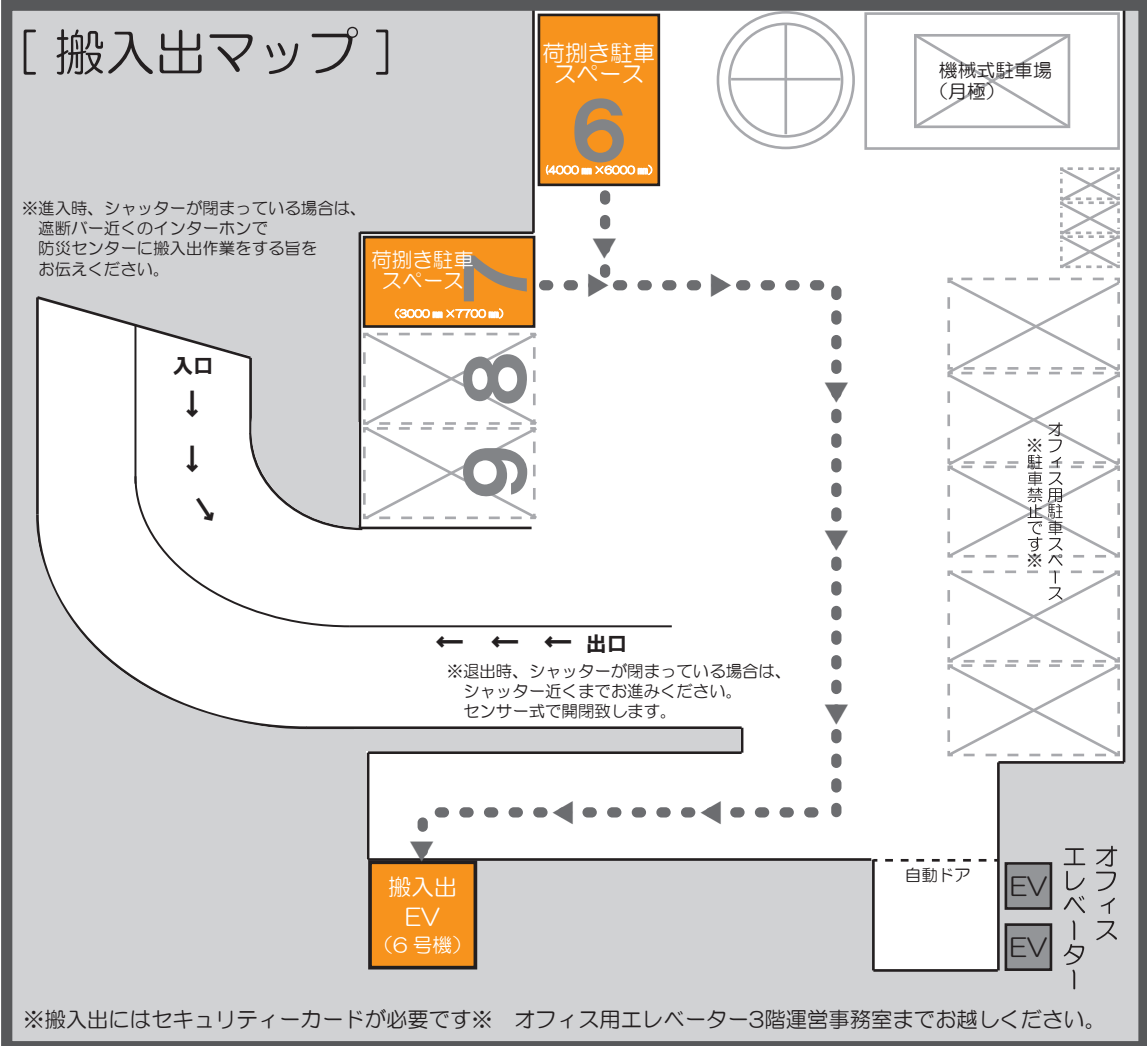 [ 搬入出マップ ]
荷捌き駐車
スペース
6
(4000㎜×6000㎜)
機械式駐車場
(月極)
※進入時、シャッターが閉まっている場合は、
遮断バー近くのインターホンで
防災センターに搬入出作業をする旨を
お伝えください。
荷捌き駐車
スペース
7
(3000㎜×7700㎜)
8
9
入口
↓
↓
↘
オフィス用駐車スペース
※駐車禁止です※
← ← ← 出口
※退出時、シャッターが閉まっている場合は、
シャッター近くまでお進みください。
センサー式で開閉致します。
搬入出
EV
(6号機)
自動ドア
EV
EV
オフィス
エレベーター
※搬入出にはセキュリティーカードが必要です※ オフィス用エレベーター3階運営事務室までお越しください。